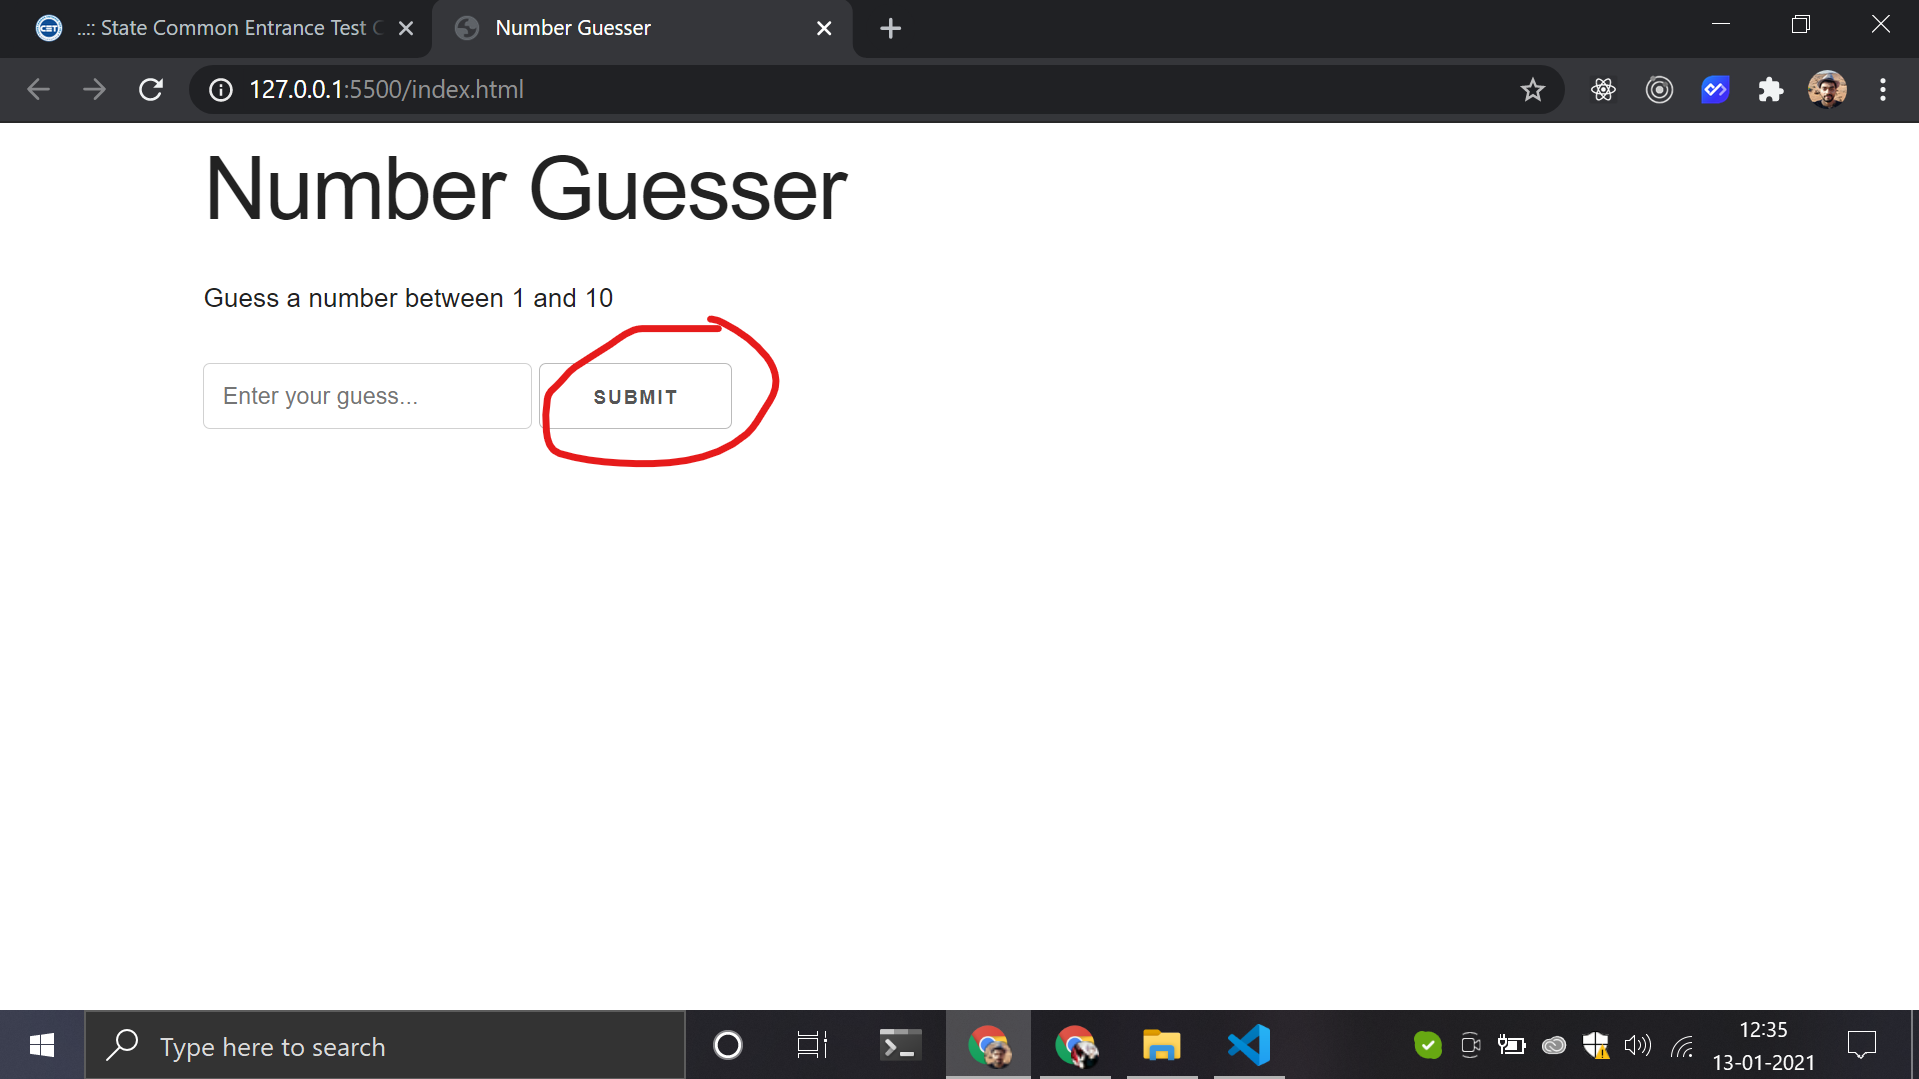 ..:: State Common Entrance Test C
Number Guesser
127.0.0.1:5500/index.html
Number Guesser
Guess a number between 1 and 10
Enter your guess...
SUBMIT
Type here to search
12:35
13-01-2021